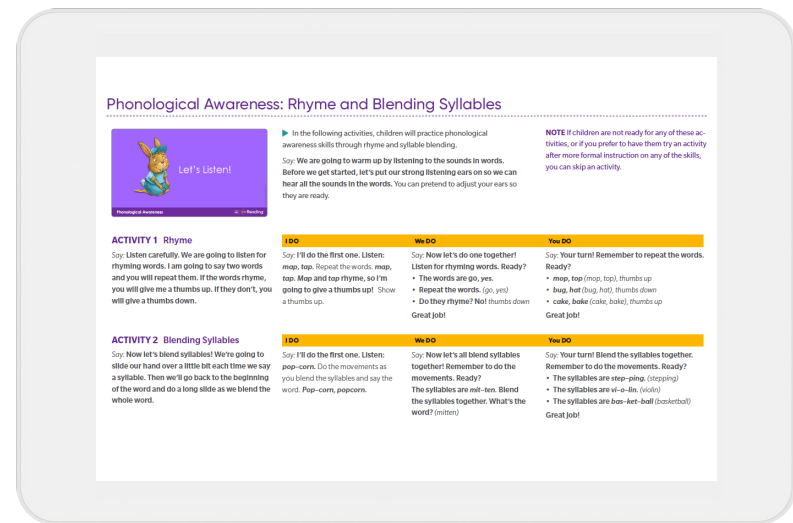 Phonological Awareness: Rhyme and Blending Syllables
Let's Listen!
Phonological Awareness
Reading
▶ In the following activities, children will practice phonological
awareness skills through rhyme and syllable blending.
Say: We are going to warm up by listening to the sounds in words.
Before we get started, let's put our strong listening ears on so we can
hear all the sounds in the words. You can pretend to adjust your ears so
they are ready.
NOTE If children are not ready for any of these ac-
tivities, or if you prefer to have them try an activity
after more formal instruction on any of the skills,
you can skip an activity.
ACTIVITY 1 Rhyme
Say: Listen carefully. We are going to listen for
rhyming words. I am going to say two words
and you will repeat them. If the words rhyme,
you will give me a thumbs up. If they don't, you
will give a thumbs down.
I DO
Say: I'll do the first one. Listen:
map, tap. Repeat the words. map,
tap. Map and tap rhyme, so I'm
going to give a thumbs up! Show
a thumbs up.
We DO
Say: Now let's do one together!
Listen for rhyming words. Ready?
• The words are go, yes.
• Repeat the words. (go, yes)
• Do they rhyme? No! thumbs down
Great job!
You DO
Say: Your turn! Remember to repeat the words.
Ready?
• mop, top (mop, top), thumbs up
• bug, hat (bug, hat), thumbs down
• cake, bake (cake, bake), thumbs up
Great job!
ACTIVITY 2 Blending Syllables
Say: Now let's blend syllables! We're going to
slide our hand over a little bit each time we say
a syllable. Then we'll go back to the beginning
of the word and do a long slide as we blend the
whole word.
I DO
Say: I'll do the first one. Listen:
pop–corn. Do the movements as
you blend the syllables and say the
word. Pop–corn, popcorn.
We DO
Say: Now let's all blend syllables
together! Remember to do the
movements. Ready?
The syllables are mit–ten. Blend
the syllables together. What's the
word? (mitten)
You DO
Say: Your turn! Blend the syllables together.
Remember to do the movements. Ready?
• The syllables are step–ping. (stepping)
• The syllables are vi–o–lin. (violin)
• The syllables are bas–ket–ball (basketball)
Great job!